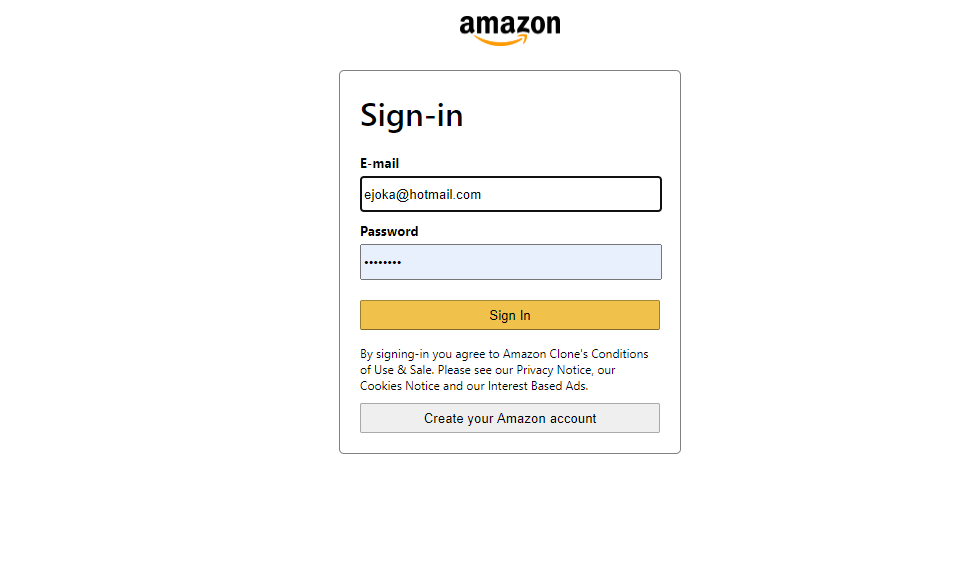 amazon
Sign-in
E-mail
ejoka@hotmail.com
Password
••••••••
Sign In
By signing-in you agree to Amazon Clone's Conditions
of Use & Sale. Please see our Privacy Notice, our
Cookies Notice and our Interest Based Ads.
Create your Amazon account